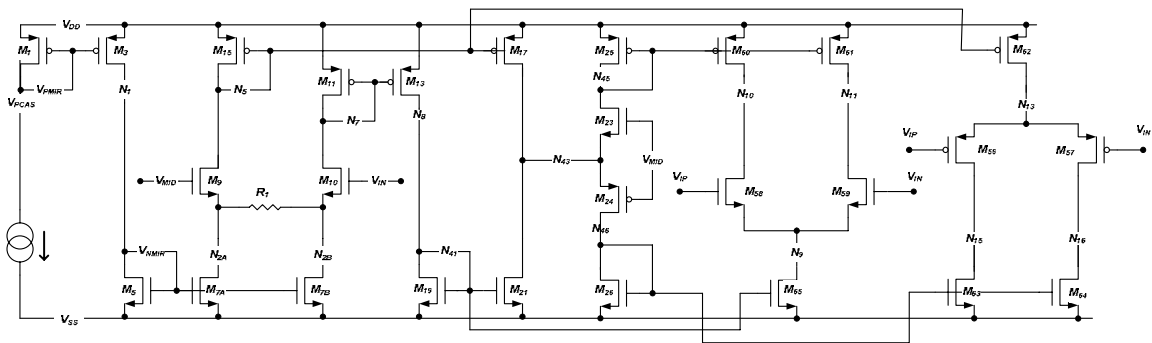 VDD
M1
M3
M15
M17
M25
M60
M61
M62
M11
M13
VPMIR
VPCAS
N1
N5
N7
N8
N45
N10
N11
N13
M23
VMID
N43
M24
N46
VIP
M56
M57
VIN
VMID
M9
M10
VIN
R1
VIP
M58
M59
VIN
VNMIR
N2A
N2B
N41
N9
N15
N16
M5
M7A
M7B
M19
M21
M26
M65
M63
M64
VSS